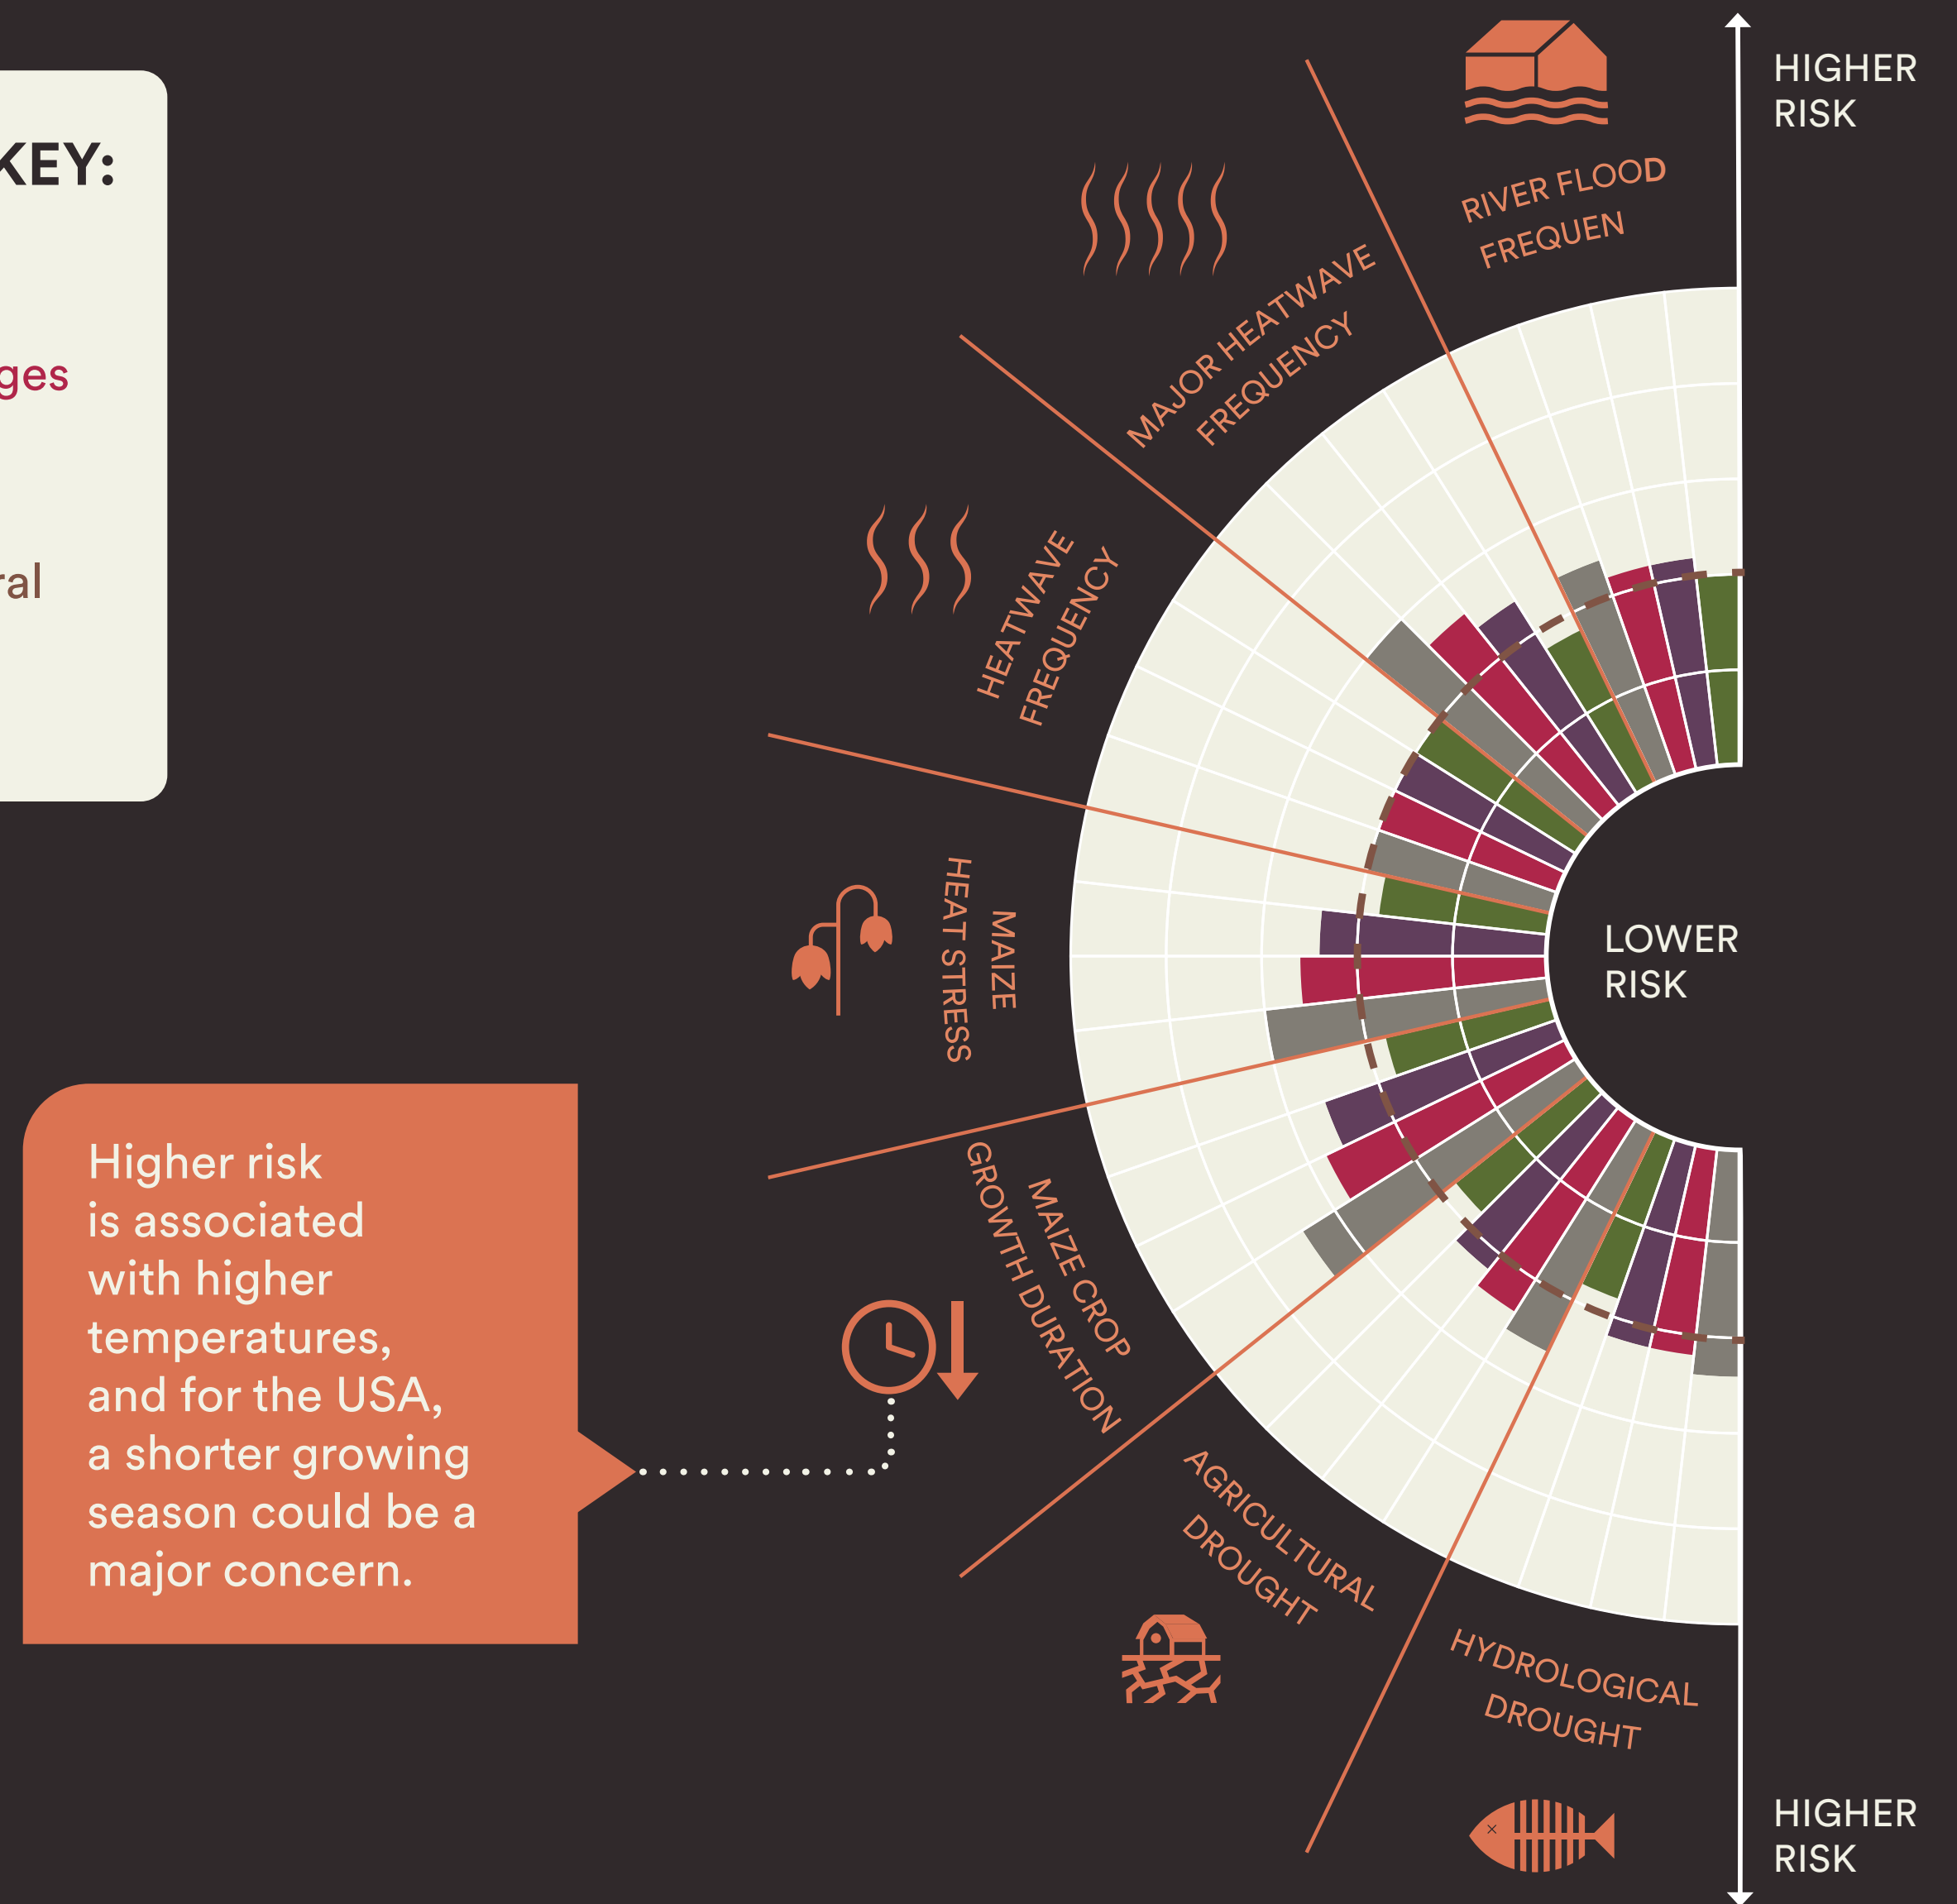 KEY:
ges
ral
HIGHER
RISK
RIVER FLOOD
FREQUEN
MAJOR HEATWAVE
FREQUENCY
HEATWAVE
FREQUENCY
LOWER
RISK
MAIZE
HEAT STRESS
MAIZE CROP
GROWTH DURATION
Higher risk
is associated
with higher
temperatures,
and for the USA,
a shorter growing
season could be a
major concern.
AGRICULTURAL
DROUGHT
HYDROLOGICAL
DROUGHT
HIGHER
RISK